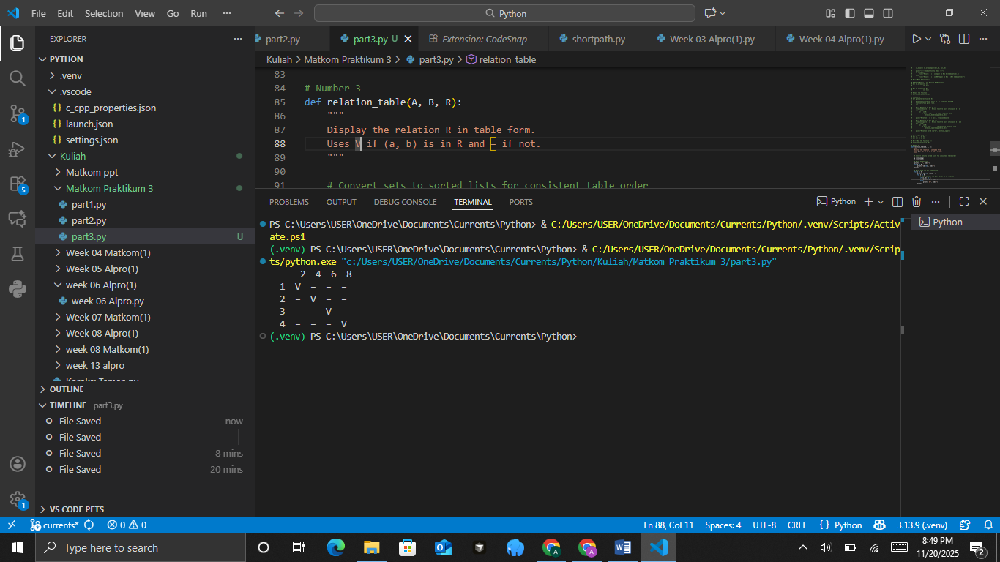 File Edit Selection View Go Run ··· Python
EXPLORER ···
PYTHON
.venv
.vscode
{} c_cpp_properties.json
{} launch.json
{} settings.json
Kuliah
Matkom ppt
Matkom Praktikum 3
part1.py
part2.py
part3.py U
Week 04 Matkom(1)
Week 05 Alpro(1)
week 06 Alpro(1)
week 06 Alpro.py
Week 07 Matkom(1)
Week 08 Alpro(1)
week 08 Matkom(1)
week 13 alpro
OUTLINE
TIMELINE part3.py
File Saved now
File Saved
File Saved 8 mins
File Saved 20 mins
VS CODE PETS
1
5
1
part2.py part3.py U Extension: CodeSnap shortpath.py Week 03 Alpro(1).py Week 04 Alpro(1).py
Kuliah > Matkom Praktikum 3 > part3.py > relation_table
83
84 # Number 3
85 def relation_table(A, B, R):
86 """
87 Display the relation R in table form.
88 Uses V if (a, b) is in R and – if not.
89 """
90
91 # Convert sets to sorted lists for consistent table order
PROBLEMS OUTPUT DEBUG CONSOLE TERMINAL PORTS Python
Python
PS C:\Users\USER\OneDrive\Documents\Currents\Python> & C:/Users/USER/OneDrive/Documents/Currents/Python/.venv/Scripts/Activ
ate.ps1
(.venv) PS C:\Users\USER\OneDrive\Documents\Currents\Python> & C:/Users/USER/OneDrive/Documents/Currents/Python/.venv/Scrip
ts/python.exe "c:/Users/USER/OneDrive/Documents/Currents/Python/Kuliah/Matkom Praktikum 3/part3.py"
2 4 6 8
1 V – – –
2 – V – –
3 – – V –
4 – – – V
(.venv) PS C:\Users\USER\OneDrive\Documents\Currents\Python>
currents* 0 0 Ln 88, Col 11 Spaces: 4 UTF-8 CRLF {} Python 3.13.9 (.venv)
Type here to search
8:49 PM
11/20/2025
2